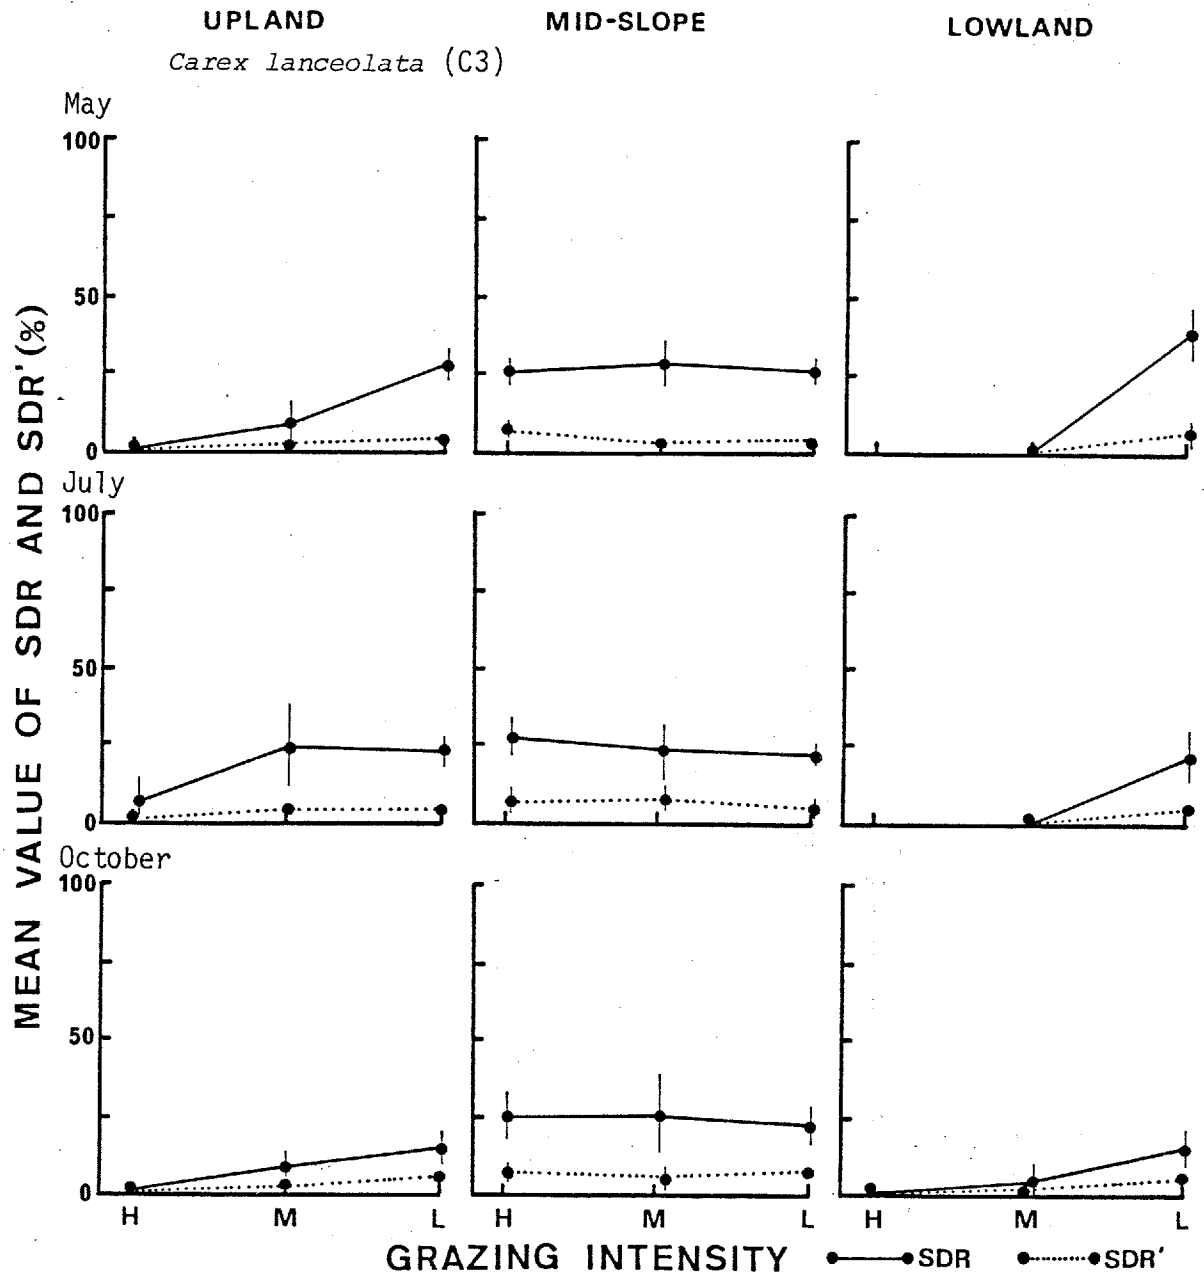 UPLAND MID-SLOPE LOWLAND
Carex lanceolata (C3)
May
100
50
0
July
100
50
0
October
100
50
0
MEAN VALUE OF SDR AND SDR' (%)
H M L H M L H M L
GRAZING INTENSITY SDR SDR'